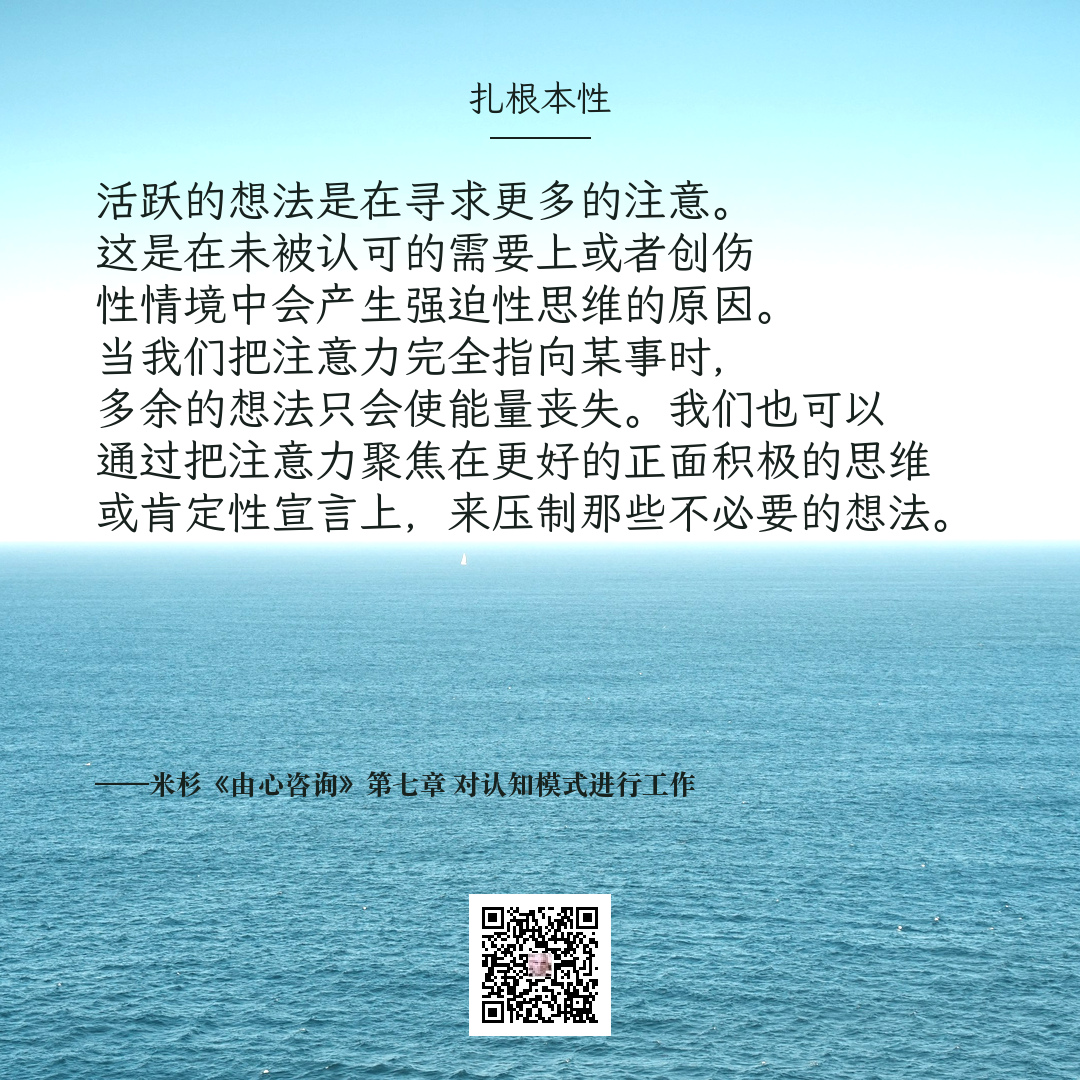 扎根本性
活跃的想法是在寻求更多的注意。
这是在未被认可的需要上或者创伤
性情境中会产生强迫性思维的原因。
当我们把注意力完全指向某事时,
多余的想法只会使能量丧失。我们也可以
通过把注意力聚焦在更好的正面积极的思维
或肯定性宣言上，来压制那些不必要的想法。
——米杉《由心咨询》第七章 对认知模式进行工作